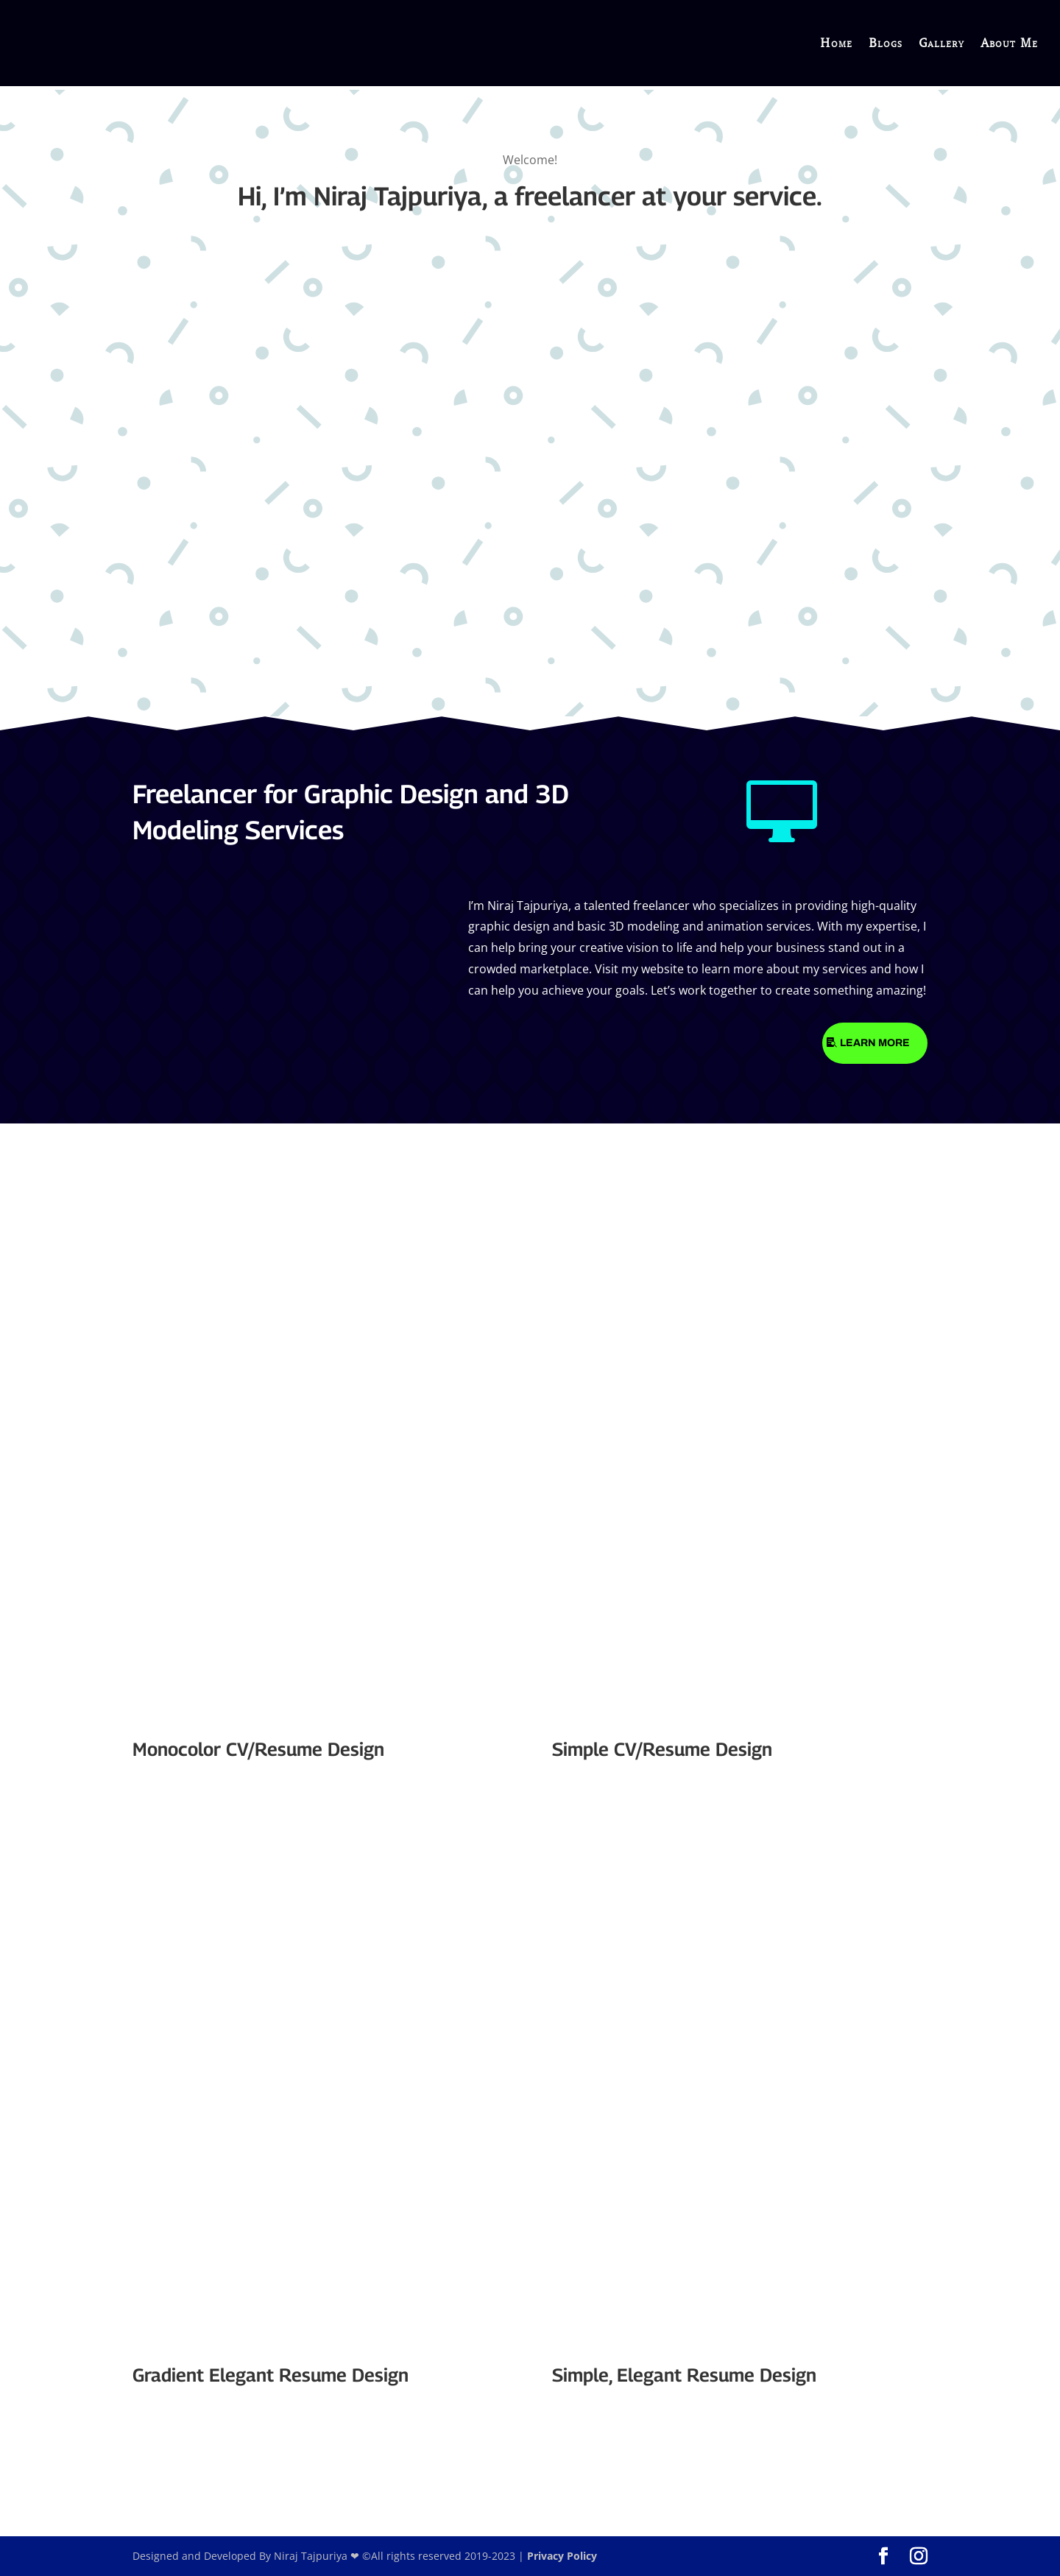 Home Blogs Gallery About Me
Welcome!
Hi, I’m Niraj Tajpuriya, a freelancer at your service.
Freelancer for Graphic Design and 3D
Modeling Services
I’m Niraj Tajpuriya, a talented freelancer who specializes in providing high-quality
graphic design and basic 3D modeling and animation services. With my expertise, I
can help bring your creative vision to life and help your business stand out in a
crowded marketplace. Visit my website to learn more about my services and how I
can help you achieve your goals. Let’s work together to create something amazing!
LEARN MORE
Monocolor CV/Resume Design
Simple CV/Resume Design
Gradient Elegant Resume Design
Simple, Elegant Resume Design
Designed and Developed By Niraj Tajpuriya ❤ ©All rights reserved 2019-2023 | Privacy Policy